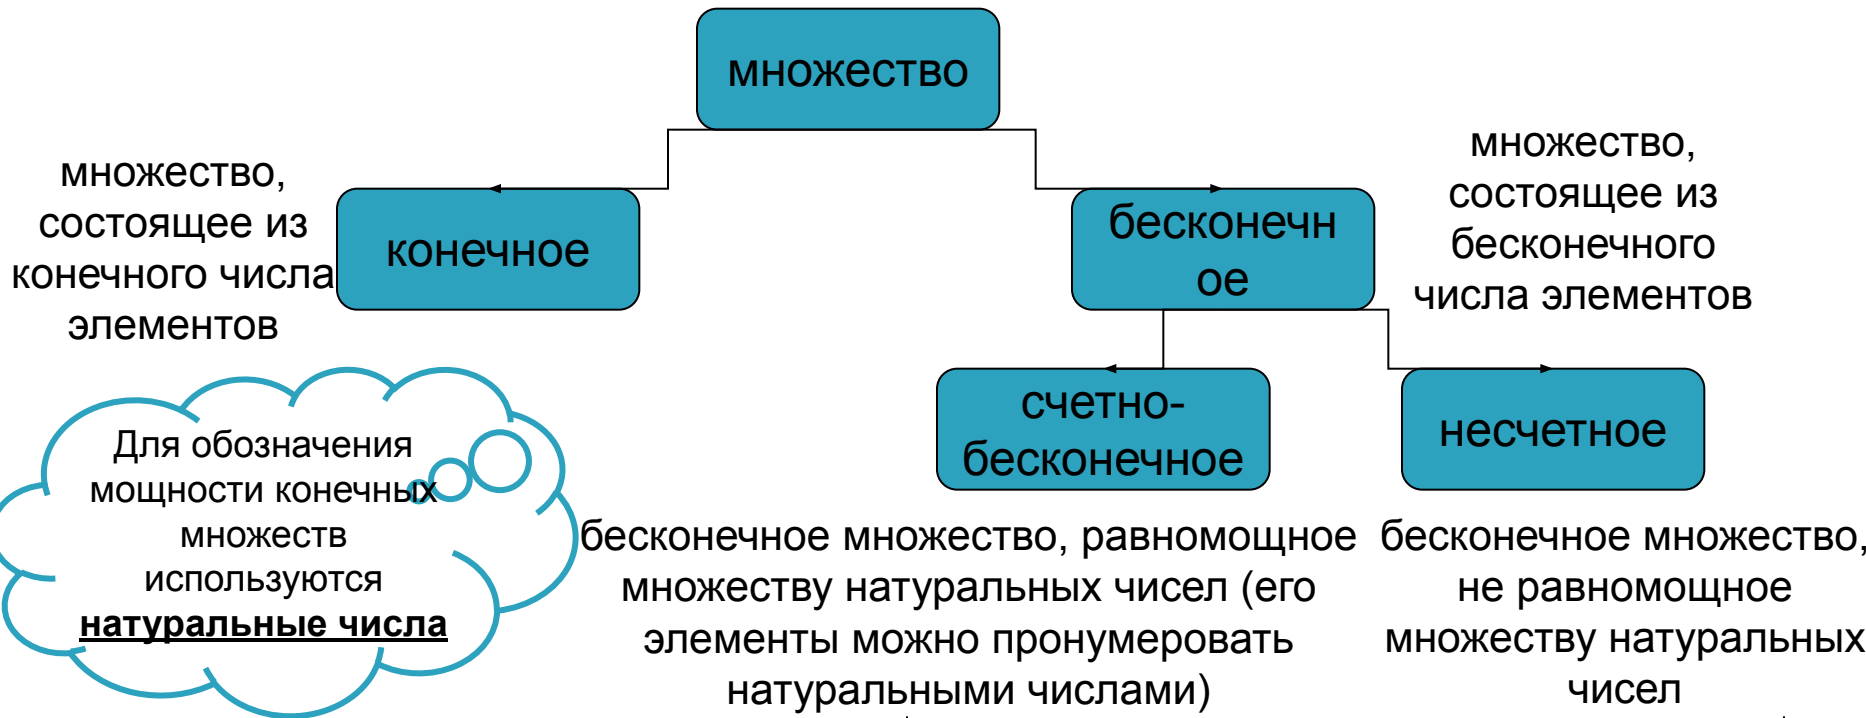 множество
множество,
состоящее из
конечного числа
элементов
конечное
бесконечн
ое
множество,
состоящее из
бесконечного
числа элементов
счетно-
бесконечное
несчетное
Для обозначения
мощности конечных
множеств
используются
натуральные числа
бесконечное множество, равномощное
множеству натуральных чисел (его
элементы можно пронумеровать
натуральными числами)
бесконечное множество,
не равномощное
множеству натуральных
чисел